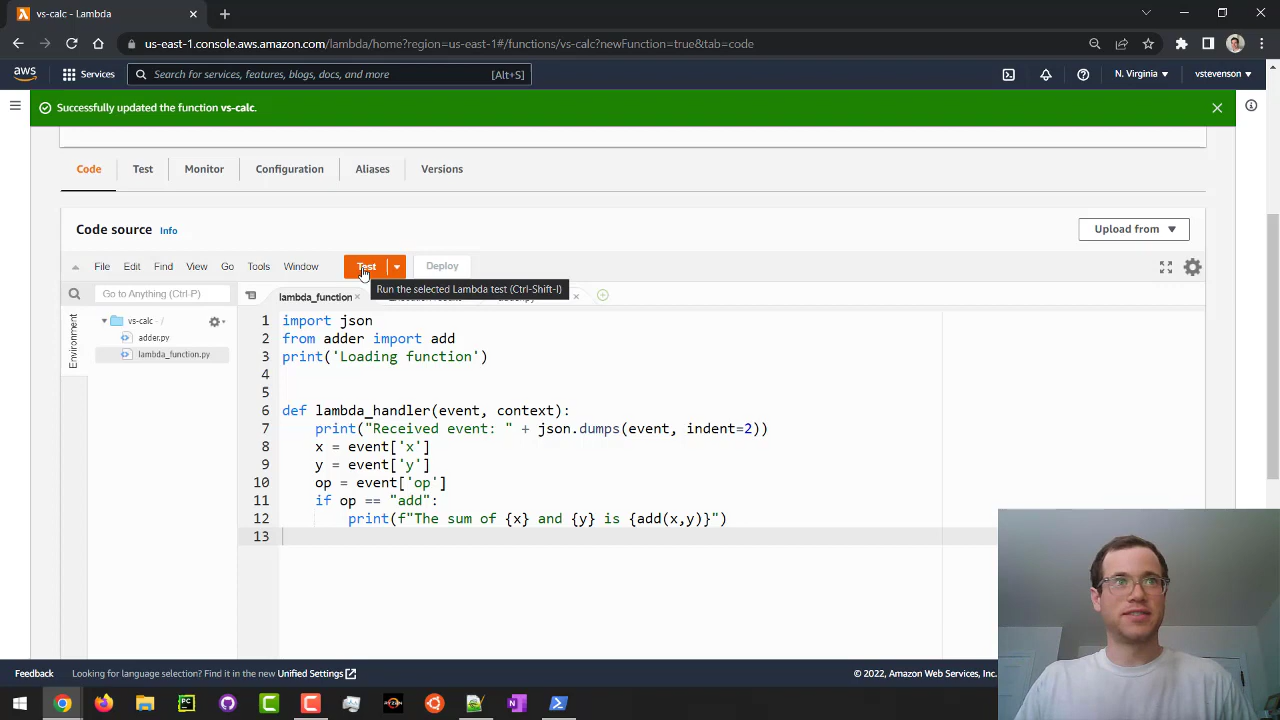 vs-calc - Lambda
us-east-1.console.aws.amazon.com/lambda/home?region=us-east-1#/functions/vs-calc?newFunction=true&tab=code
aws
Services
Search for services, features, blogs, docs, and more
[Alt+S]
N. Virginia
vstevenson
Successfully updated the function vs-calc.
Code
Test
Monitor
Configuration
Aliases
Versions
Code source
Info
Upload from
File
Edit
Find
View
Go
Tools
Window
Test
Deploy
Run the selected Lambda test (Ctrl-Shift-I)
Go to Anything (Ctrl-P)
lambda_function
Environment
vs-calc - /
adder.py
lambda_function.py
1 import json
2 from adder import add
3 print('Loading function')
4
5
6 def lambda_handler(event, context):
7 print("Received event: " + json.dumps(event, indent=2))
8 x = event['x']
9 y = event['y']
10 op = event['op']
11 if op == "add":
12 print(f"The sum of {x} and {y} is {add(x,y)}")
13
Feedback
Looking for language selection? Find it in the new Unified Settings
© 2022, Amazon Web Services, In
PC